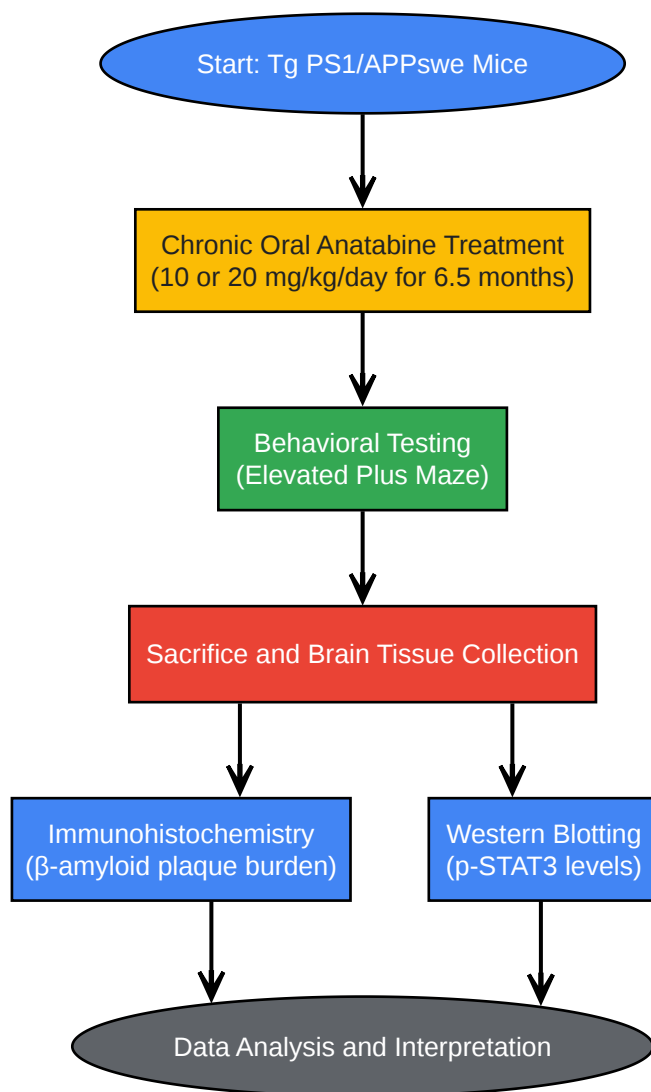 Start: Tg PS1/APPswe Mice
Chronic Oral Anatabine Treatment
(10 or 20 mg/kg/day for 6.5 months)
Behavioral Testing
(Elevated Plus Maze)
Sacrifice and Brain Tissue Collection
Immunohistochemistry
(β-amyloid plaque burden)
Western Blotting
(p-STAT3 levels)
Data Analysis and Interpretation